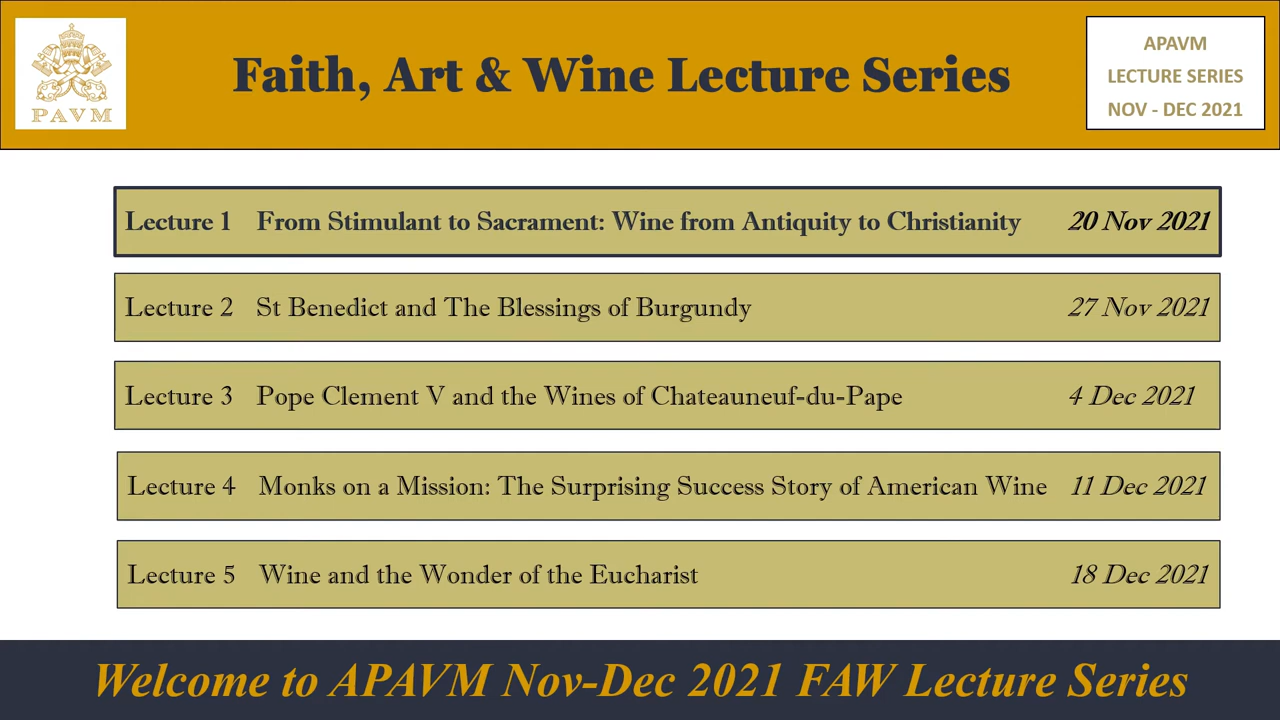 PAVM
Faith, Art & Wine Lecture Series
APAVM
LECTURE SERIES
NOV - DEC 2021
Lecture 1 From Stimulant to Sacrament: Wine from Antiquity to Christianity 20 Nov 2021
Lecture 2 St Benedict and The Blessings of Burgundy 27 Nov 2021
Lecture 3 Pope Clement V and the Wines of Chateauneuf-du-Pape 4 Dec 2021
Lecture 4 Monks on a Mission: The Surprising Success Story of American Wine 11 Dec 2021
Lecture 5 Wine and the Wonder of the Eucharist 18 Dec 2021
Welcome to APAVM Nov-Dec 2021 FAW Lecture Series